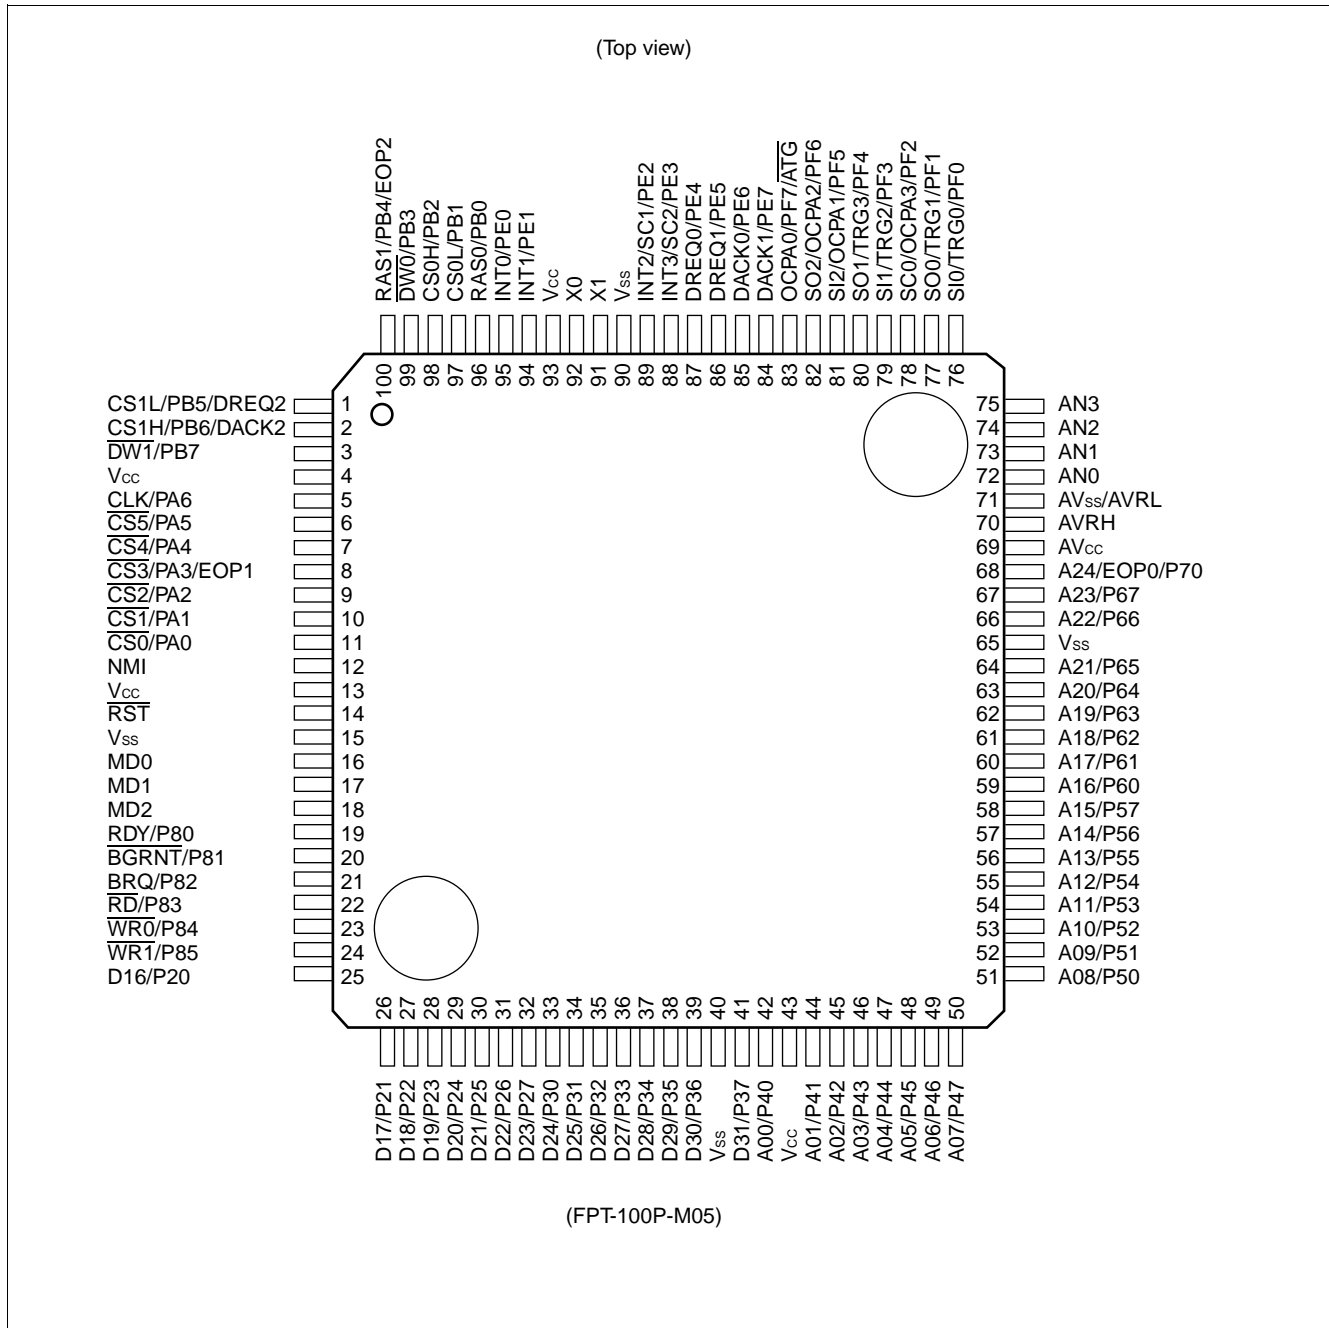 (Top view)
RAS1/PB4/EOP2
DW0/PB3
CS0H/PB2
CS0L/PB1
RAS0/PB0
INT0/PE0
INT1/PE1
Vcc
X0
X1
Vss
INT2/SC1/PE2
INT3/SC2/PE3
DREQ0/PE4
DREQ1/PE5
DACK0/PE6
DACK1/PE7
OCPA0/PF7/ATG
SO2/OCPA2/PF6
SI2/OCPA1/PF5
SO1/TRG3/PF4
SI1/TRG2/PF3
SC0/OCPA3/PF2
SO0/TRG1/PF1
SI0/TRG0/PF0
100 99 98 97 96 95 94 93 92 91 90 89 88 87 86 85 84 83 82 81 80 79 78 77 76
CS1L/PB5/DREQ2 1 75 AN3
CS1H/PB6/DACK2 2 74 AN2
DW1/PB7 3 73 AN1
Vcc 4 72 AN0
CLK/PA6 5 71 AVss/AVRL
CS5/PA5 6 70 AVRH
CS4/PA4 7 69 AVcc
CS3/PA3/EOP1 8 68 A24/EOP0/P70
CS2/PA2 9 67 A23/P67
CS1/PA1 10 66 A22/P66
CS0/PA0 11 65 Vss
NMI 12 64 A21/P65
Vcc 13 63 A20/P64
RST 14 62 A19/P63
Vss 15 61 A18/P62
MD0 16 60 A17/P61
MD1 17 59 A16/P60
MD2 18 58 A15/P57
RDY/P80 19 57 A14/P56
BGRNT/P81 20 56 A13/P55
BRQ/P82 21 55 A12/P54
RD/P83 22 54 A11/P53
WR0/P84 23 53 A10/P52
WR1/P85 24 52 A09/P51
D16/P20 25 51 A08/P50
26 27 28 29 30 31 32 33 34 35 36 37 38 39 40 41 42 43 44 45 46 47 48 49 50
D17/P21
D18/P22
D19/P23
D20/P24
D21/P25
D22/P26
D23/P27
D24/P30
D25/P31
D26/P32
D27/P33
D28/P34
D29/P35
D30/P36
Vss
D31/P37
A00/P40
Vcc
A01/P41
A02/P42
A03/P43
A04/P44
A05/P45
A06/P46
A07/P47
(FPT-100P-M05)